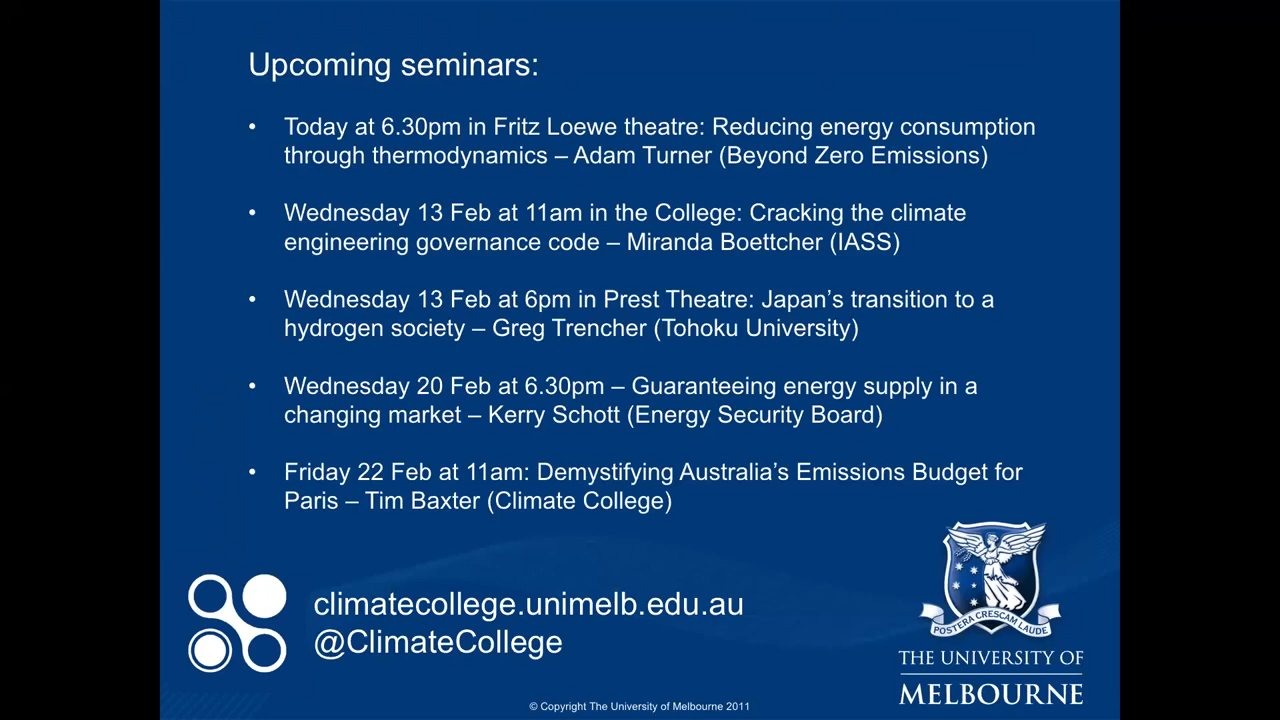 Upcoming seminars:
• Today at 6.30pm in Fritz Loewe theatre: Reducing energy consumption
through thermodynamics – Adam Turner (Beyond Zero Emissions)
• Wednesday 13 Feb at 11am in the College: Cracking the climate
engineering governance code – Miranda Boettcher (IASS)
• Wednesday 13 Feb at 6pm in Prest Theatre: Japan’s transition to a
hydrogen society – Greg Trencher (Tohoku University)
• Wednesday 20 Feb at 6.30pm – Guaranteeing energy supply in a
changing market – Kerry Schott (Energy Security Board)
• Friday 22 Feb at 11am: Demystifying Australia’s Emissions Budget for
Paris – Tim Baxter (Climate College)
climatecollege.unimelb.edu.au
@ClimateCollege
POSTERA CRESCAM LAUDE
THE UNIVERSITY OF
MELBOURNE
© Copyright The University of Melbourne 2011